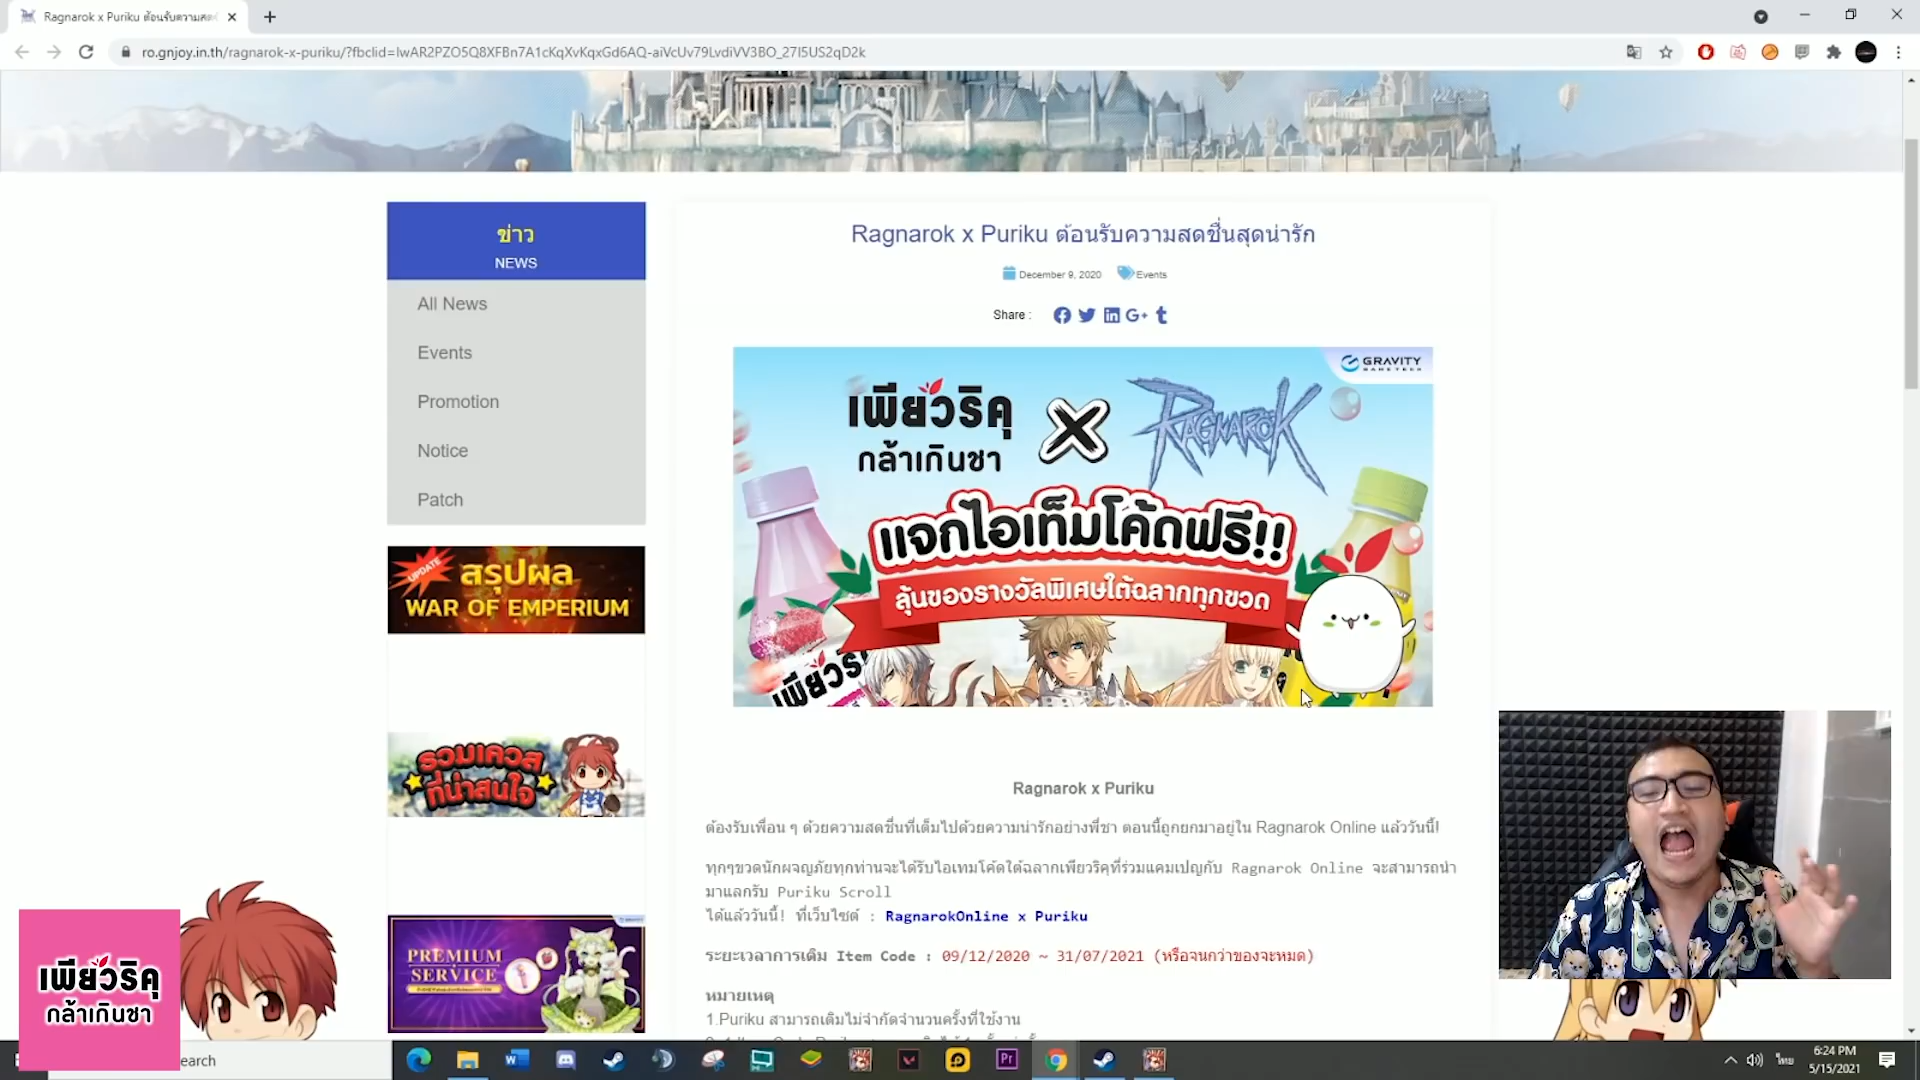 Ragnarok x Puriku ต้อนรับความสด
ro.gnjoy.in.th/ragnarok-x-puriku/?fbclid=IwAR2PZO5Q8XFBn7A1cKqXvKqxGd6AQ-aiVcUv79LvdiVV3BO_27I5US2qD2k
ข่าว
NEWS
All News
Events
Promotion
Notice
Patch
UPDATE
สรุปผล
WAR OF EMPERIUM
รวมเควส
ที่น่าสนใจ
PREMIUM
SERVICE
Ragnarok x Puriku ต้อนรับความสดชื่นสุดน่ารัก
December 9, 2020 Events
Share :
GRAVITY
GAMETECH
เพียวริคุ
กล้าเกินชา
X
RAGNAROK
แจกไอเท็มโค้ดฟรี!!
ลุ้นของรางวัลพิเศษใต้ฉลากทุกขวด
Ragnarok x Puriku
ต้องรับเพื่อน ๆ ด้วยความสดชื่นที่เต็มไปด้วยความน่ารักอย่างพี่ชา ตอนนี้ถูกยกมาอยู่ใน Ragnarok Online แล้ววันนี้!
ทุกๆขวดนักผจญภัยทุกท่านจะได้รับไอเทมโค้ดใต้ฉลากเพียวริคุที่ร่วมแคมเปญกับ Ragnarok Online จะสามารถนำ
มาแลกรับ Puriku Scroll
ได้แล้ววันนี้! ที่เว็บไซต์ : RagnarokOnline x Puriku
ระยะเวลาการเติม Item Code : 09/12/2020 ~ 31/07/2021 (หรือจนกว่าของจะหมด)
หมายเหตุ
1.Puriku สามารถเติมไม่จำกัดจำนวนครั้งที่ใช้งาน
เพียวริคุ
กล้าเกินชา
earch
ไทย
6:24 PM
5/15/2021